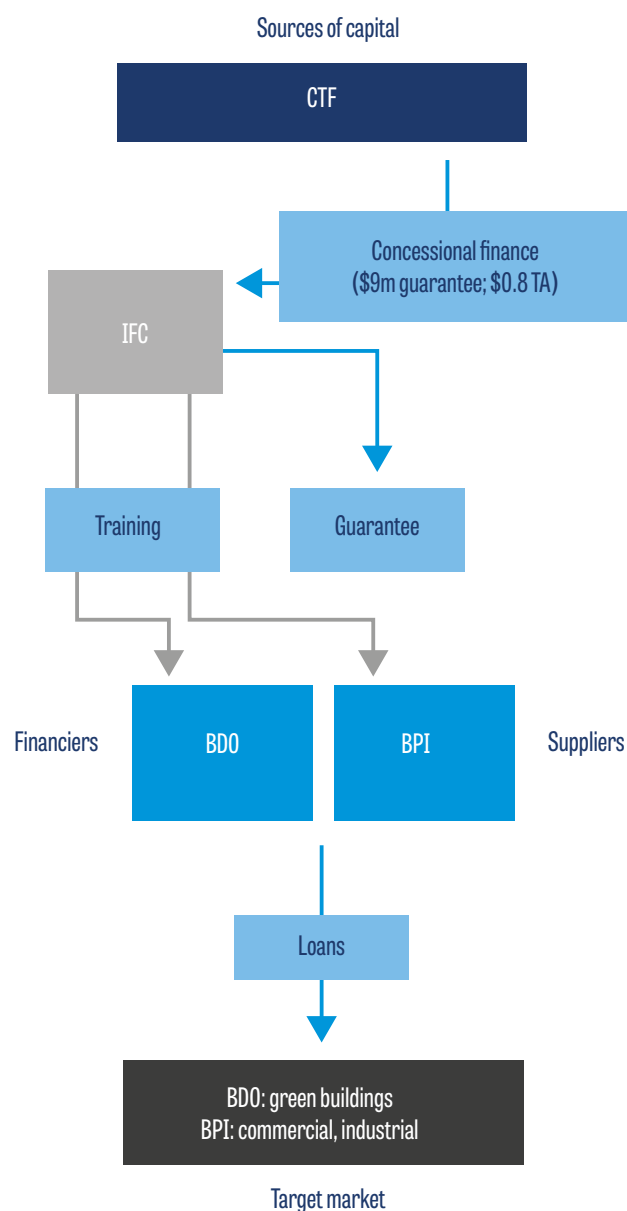 Sources of capital
CTF
Concessional finance
($9m guarantee; $0.8 TA)
IFC
Training
Guarantee
Financiers
BDO
BPI
Suppliers
Loans
BDO: green buildings
BPI: commercial, industrial
Target market